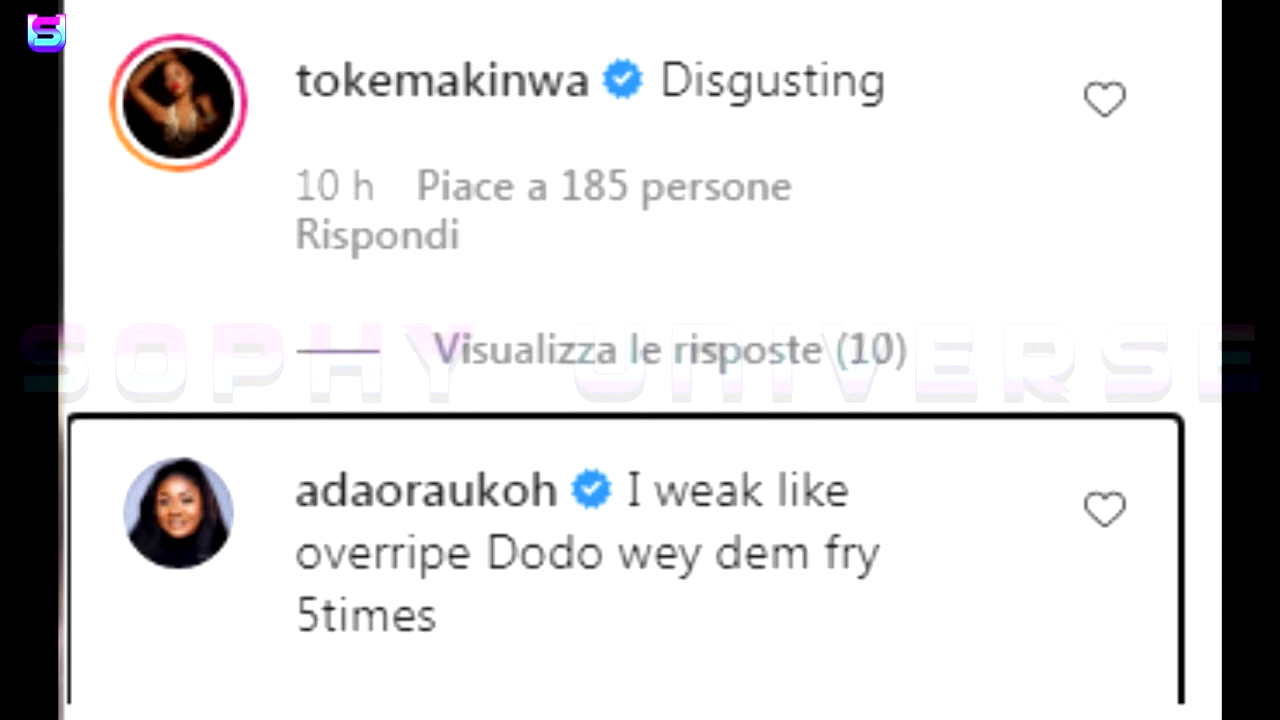 S
tokemakinwa Disgusting
10 h Piace a 185 persone
Rispondi
Visualizza le risposte (10)
SOPHY UNIVERSE
adaoraukoh I weak like
overripe Dodo wey dem fry
5times